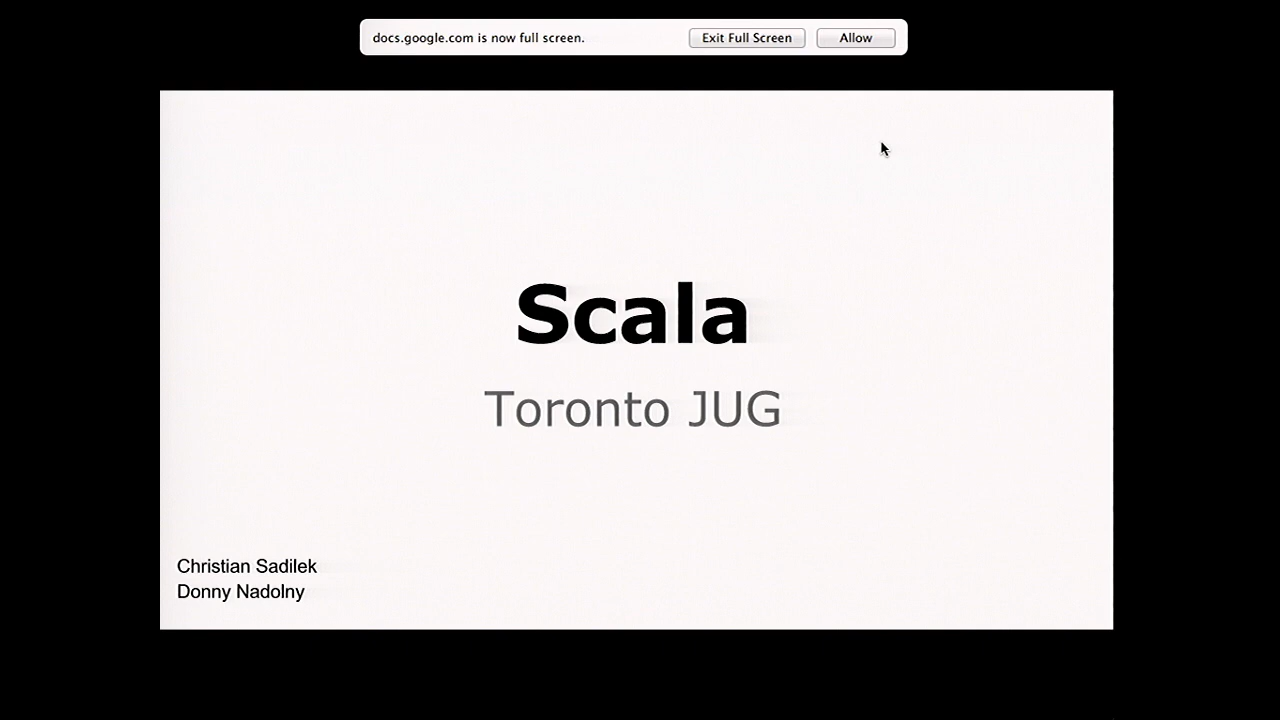 docs.google.com is now full screen.
Exit Full Screen
Allow
Scala
Toronto JUG
Christian Sadilek
Donny Nadolny